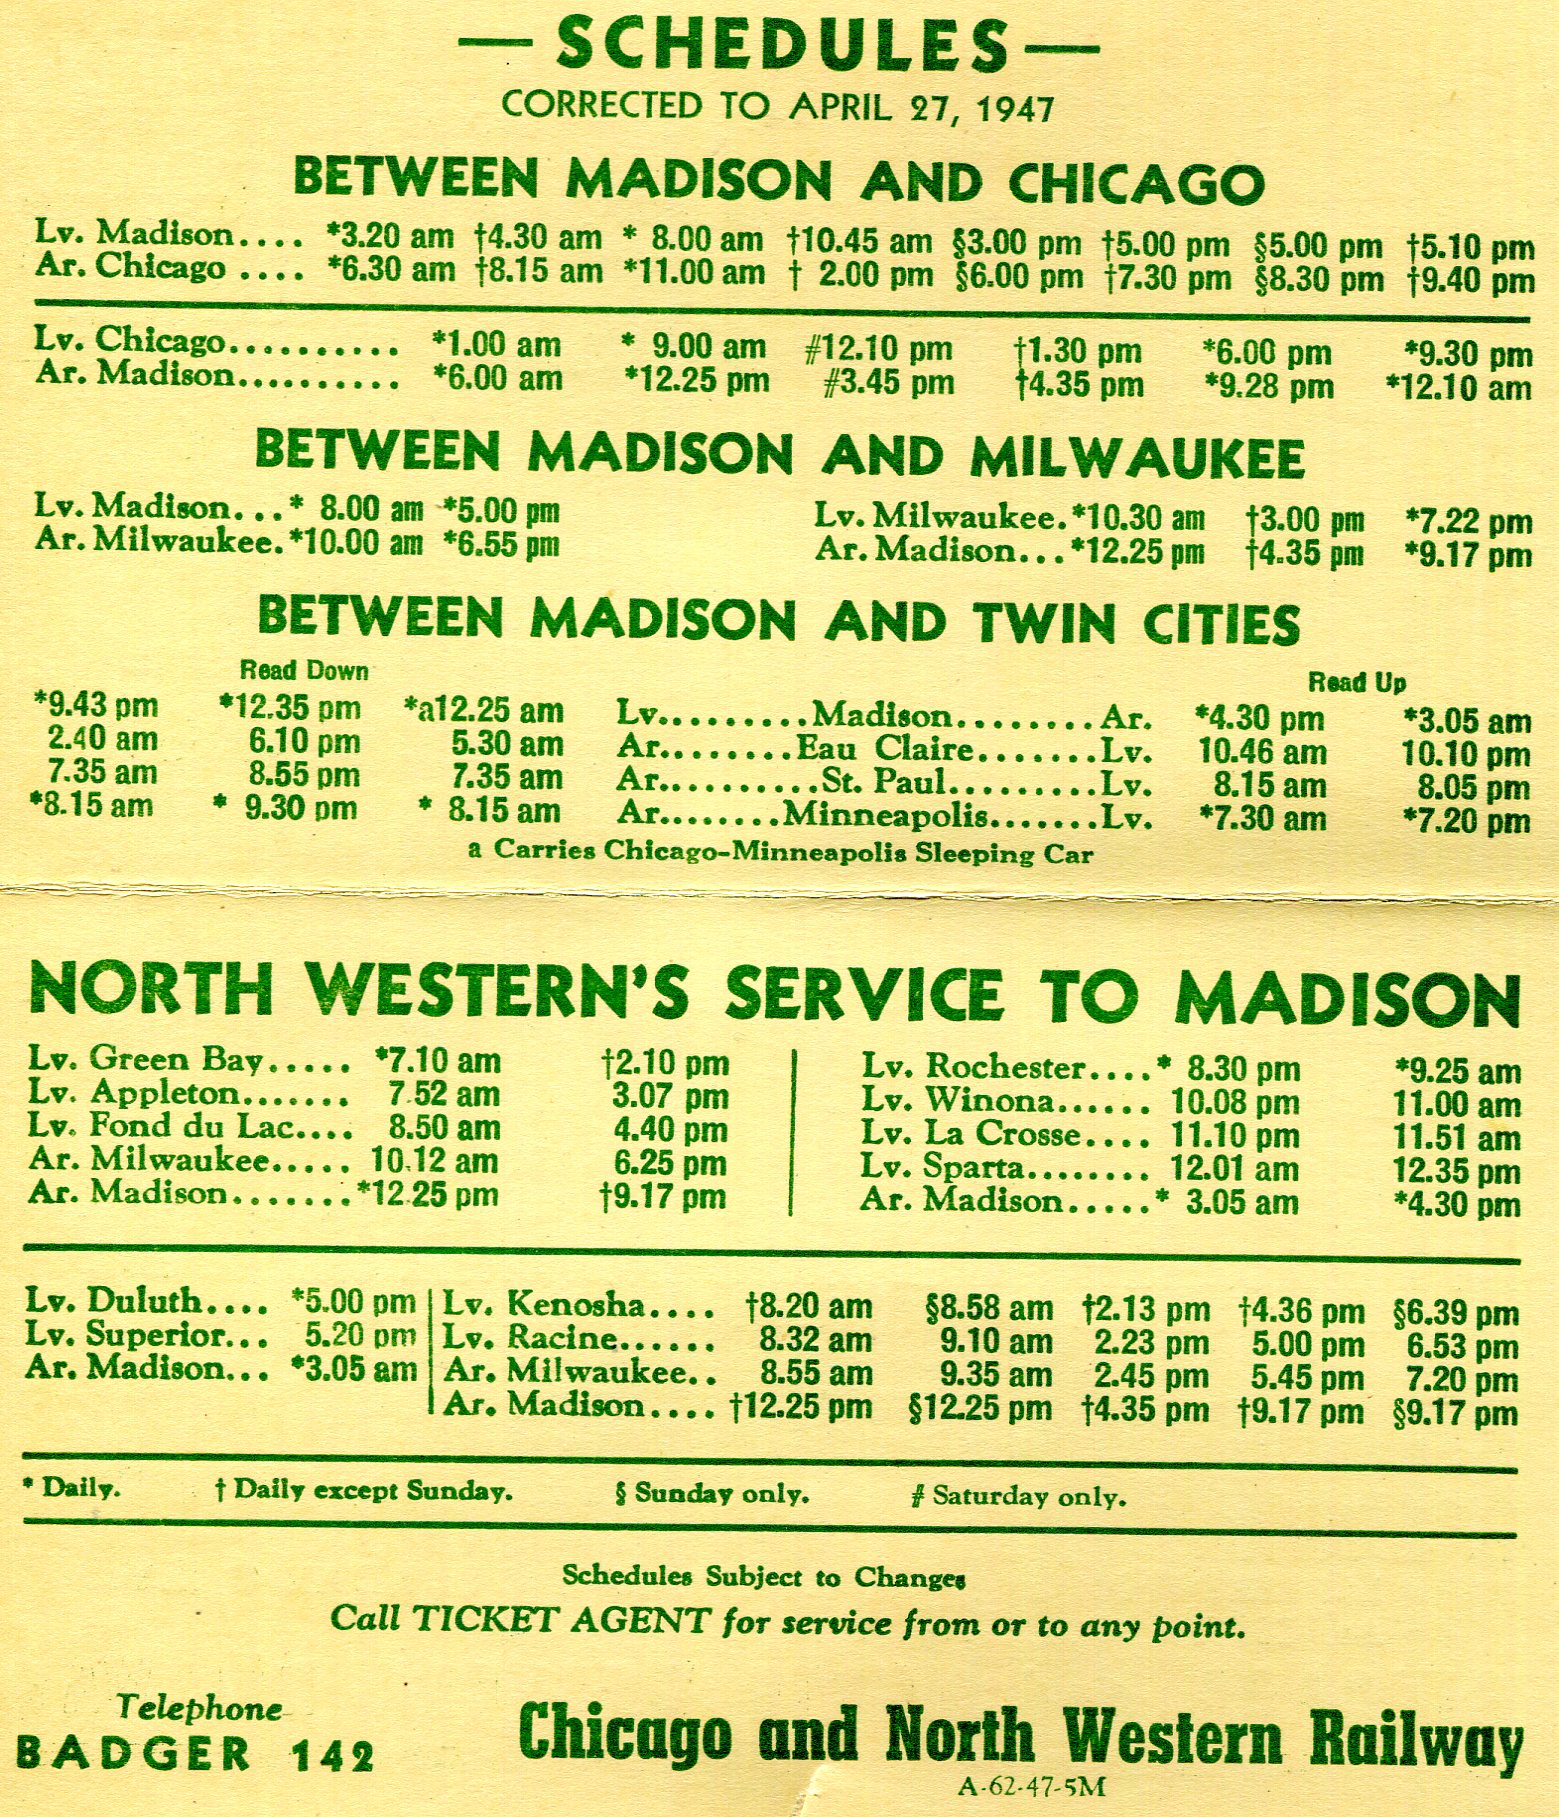 — SCHEDULES —
CORRECTED TO APRIL 27, 1947
BETWEEN MADISON AND CHICAGO
Lv. Madison.... *3.20 am †4.30 am * 8.00 am †10.45 am §3.00 pm †5.00 pm §5.00 pm †5.10 pm
Ar. Chicago .... *6.30 am †8.15 am *11.00 am † 2.00 pm §6.00 pm †7.30 pm §8.30 pm †9.40 pm
Lv. Chicago.......... *1.00 am * 9.00 am #12.10 pm †1.30 pm *6.00 pm *9.30 pm
Ar. Madison.......... *6.00 am *12.25 pm #3.45 pm †4.35 pm *9.28 pm *12.10 am
BETWEEN MADISON AND MILWAUKEE
Lv. Madison...* 8.00 am *5.00 pm Lv. Milwaukee.*10.30 am †3.00 pm *7.22 pm
Ar. Milwaukee.*10.00 am *6.55 pm Ar. Madison...*12.25 pm †4.35 pm *9.17 pm
BETWEEN MADISON AND TWIN CITIES
Read Down Read Up
*9.43 pm *12.35 pm *a12.25 am Lv.........Madison........Ar. *4.30 pm *3.05 am
2.40 am 6.10 pm 5.30 am Ar........Eau Claire.......Lv. 10.46 am 10.10 pm
7.35 am 8.55 pm 7.35 am Ar..........St. Paul.........Lv. 8.15 am 8.05 pm
*8.15 am * 9.30 pm * 8.15 am Ar........Minneapolis.......Lv. *7.30 am *7.20 pm
a Carries Chicago-Minneapolis Sleeping Car
NORTH WESTERN'S SERVICE TO MADISON
Lv. Green Bay..... *7.10 am †2.10 pm Lv. Rochester....* 8.30 pm *9.25 am
Lv. Appleton....... 7.52 am 3.07 pm Lv. Winona...... 10.08 pm 11.00 am
Lv. Fond du Lac.... 8.50 am 4.40 pm Lv. La Crosse.... 11.10 pm 11.51 am
Ar. Milwaukee..... 10.12 am 6.25 pm Lv. Sparta........ 12.01 am 12.35 pm
Ar. Madison.......*12.25 pm †9.17 pm Ar. Madison.....* 3.05 am *4.30 pm
Lv. Duluth.... *5.00 pm Lv. Kenosha.... †8.20 am §8.58 am †2.13 pm †4.36 pm §6.39 pm
Lv. Superior... 5.20 pm Lv. Racine...... 8.32 am 9.10 am 2.23 pm 5.00 pm 6.53 pm
Ar. Madison... *3.05 am Ar. Milwaukee.. 8.55 am 9.35 am 2.45 pm 5.45 pm 7.20 pm
Ar. Madison.... †12.25 pm §12.25 pm †4.35 pm †9.17 pm §9.17 pm
* Daily. † Daily except Sunday. § Sunday only. # Saturday only.
Schedules Subject to Changes
Call TICKET AGENT for service from or to any point.
Telephone
BADGER 142
Chicago and North Western Railway
A-62-47-5M